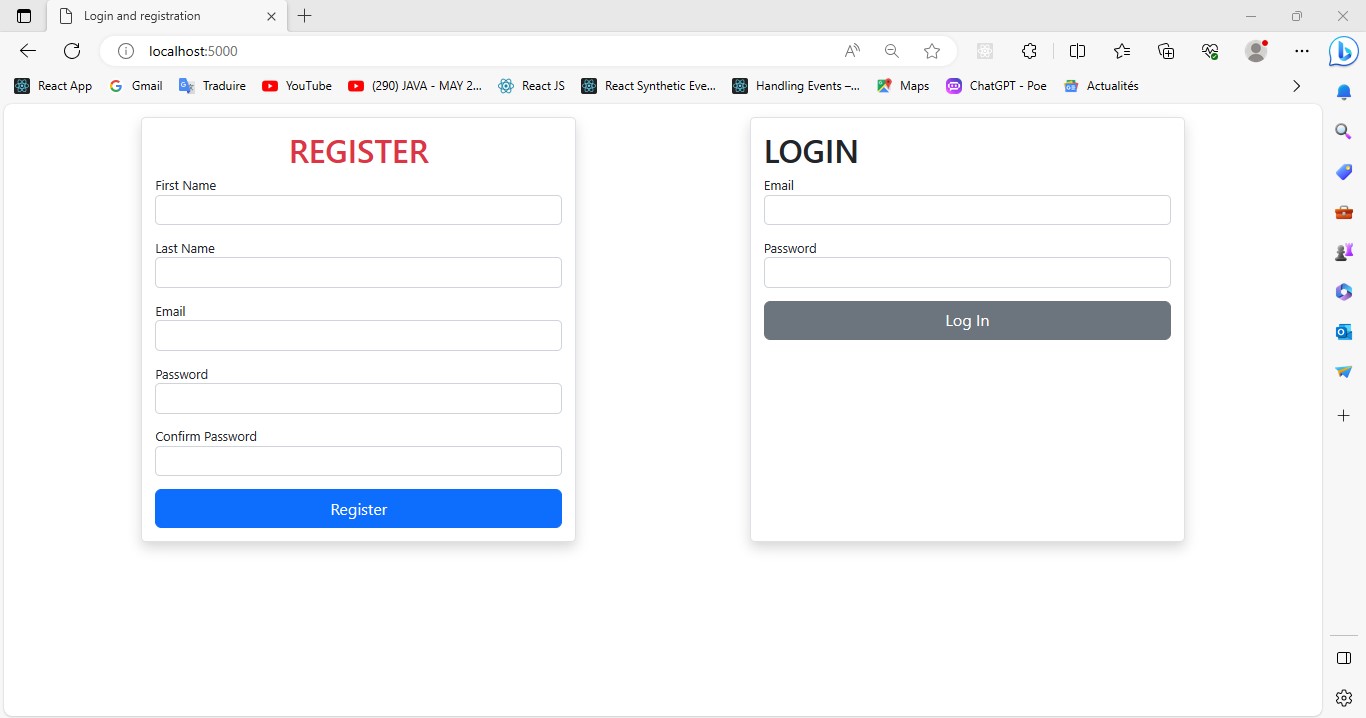 Login and registration
localhost:5000
React App Gmail Traduire YouTube (290) JAVA - MAY 2... React JS React Synthetic Eve... Handling Events –... Maps ChatGPT - Poe Actualités
REGISTER
First Name
Last Name
Email
Password
Confirm Password
Register
LOGIN
Email
Password
Log In